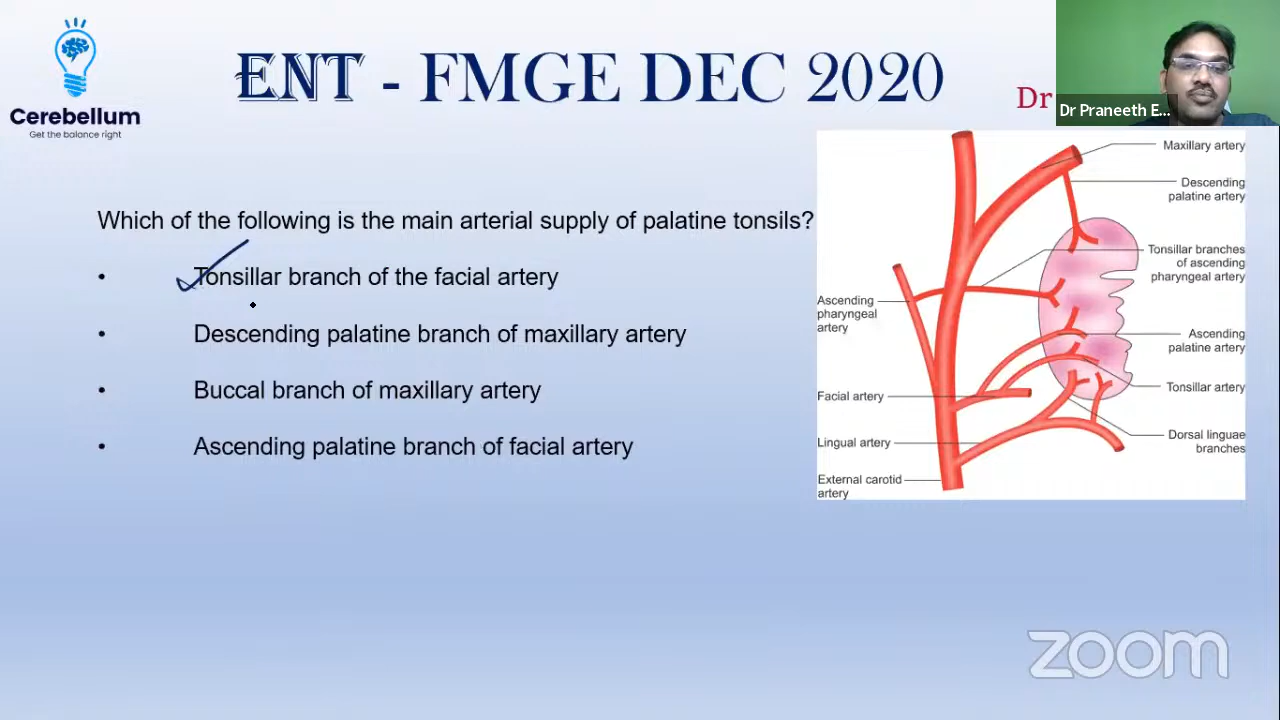 Cerebellum
Get the balance right
ENT - FMGE DEC 2020
Dr
Dr Praneeth E...
Which of the following is the main arterial supply of palatine tonsils?
• Tonsillar branch of the facial artery
• Descending palatine branch of maxillary artery
• Buccal branch of maxillary artery
• Ascending palatine branch of facial artery
Maxillary artery
Descending
palatine artery
Tonsillar branches
of ascending
pharyngeal artery
Ascending
pharyngeal
artery
Ascending
palatine artery
Tonsillar artery
Facial artery
Dorsal linguae
branches
Lingual artery
External carotid
artery
zoom